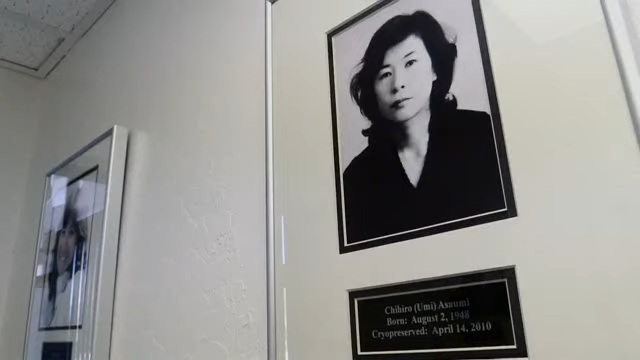 Chihiro (Umi) Asaumi
Born: August 2, 1948
Cryopreserved: April 14, 2010